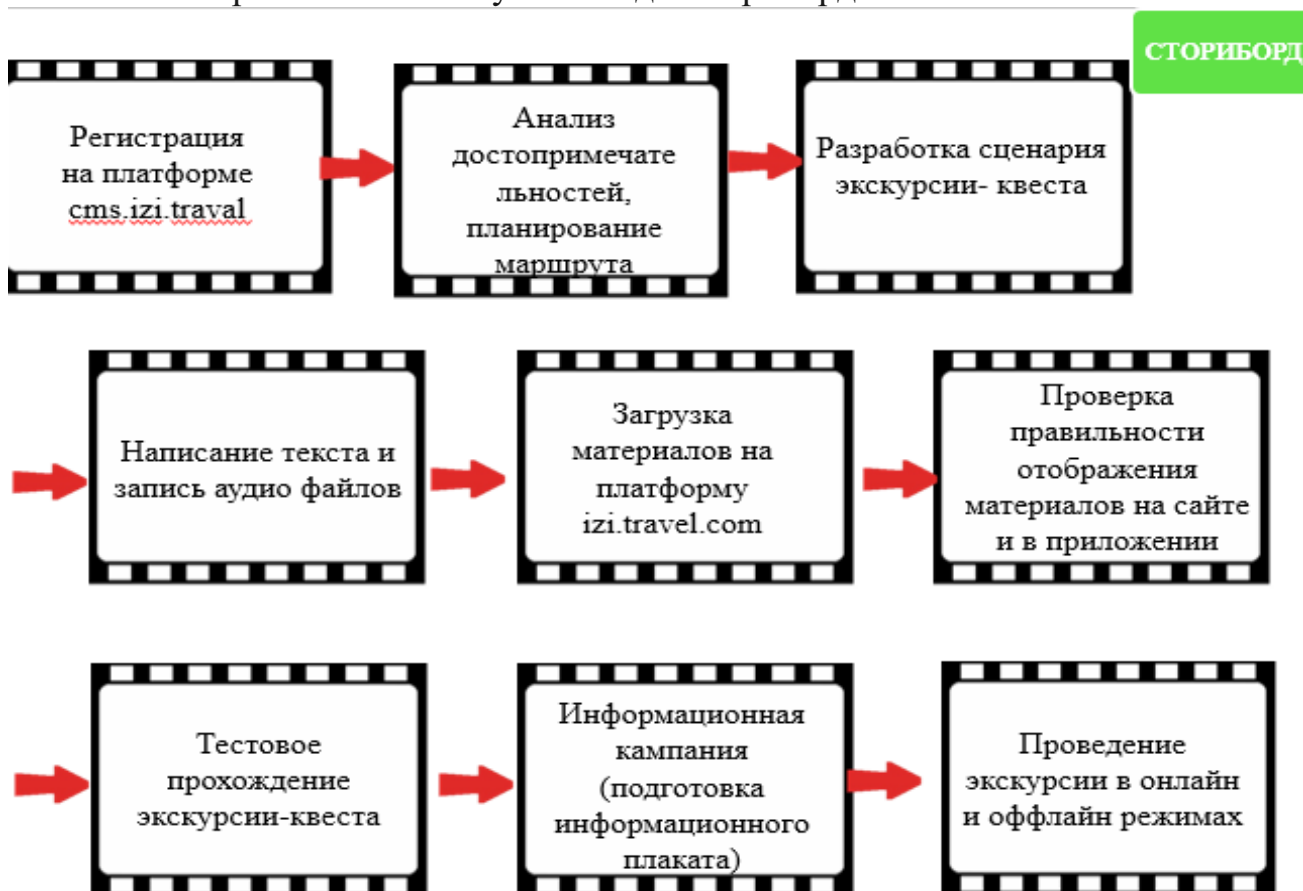 СТОРИБОРД
Регистрация
на платформе
cms.izi.traval
Анализ
достопримечате
льностей,
планирование
маршрута
Разработка сценария
экскурсии- квеста
Написание текста и
запись аудио файлов
Загрузка
материалов на
платформу
izi.travel.com
Проверка
правильности
отображения
материалов на сайте
и в приложении
Тестовое
прохождение
экскурсии-квеста
Информационная
кампания
(подготовка
информационного
плаката)
Проведение
экскурсии в онлайн
и оффлайн режимах